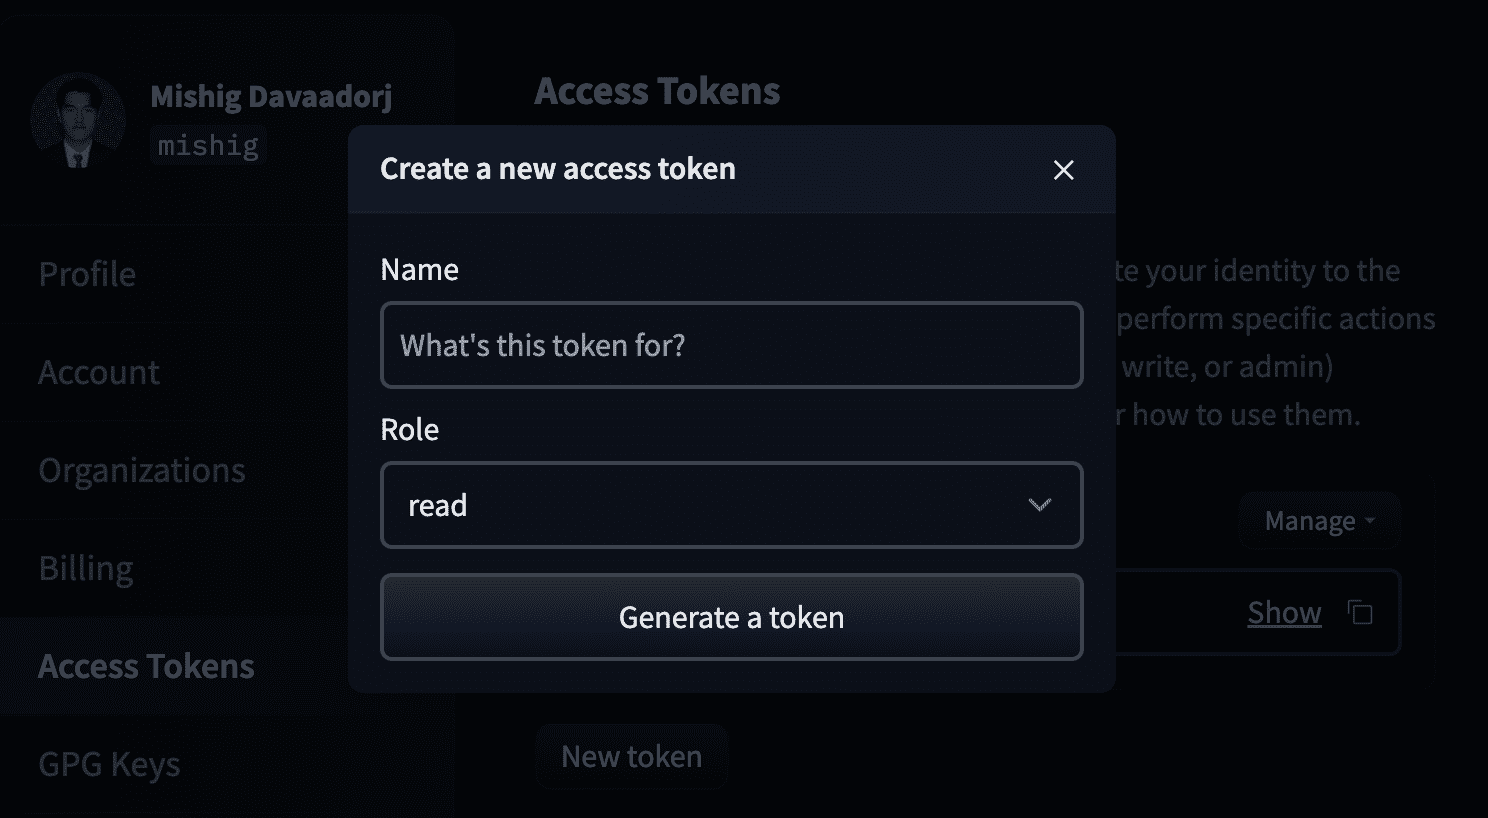 Mishig Davaadorj
mishig
Profile
Account
Organizations
Billing
Access Tokens
GPG Keys
Access Tokens
te your identity to the
perform specific actions
write, or admin)
r how to use them.
Manage
Show
New token
Create a new access token
Name
What's this token for?
Role
read
Generate a token